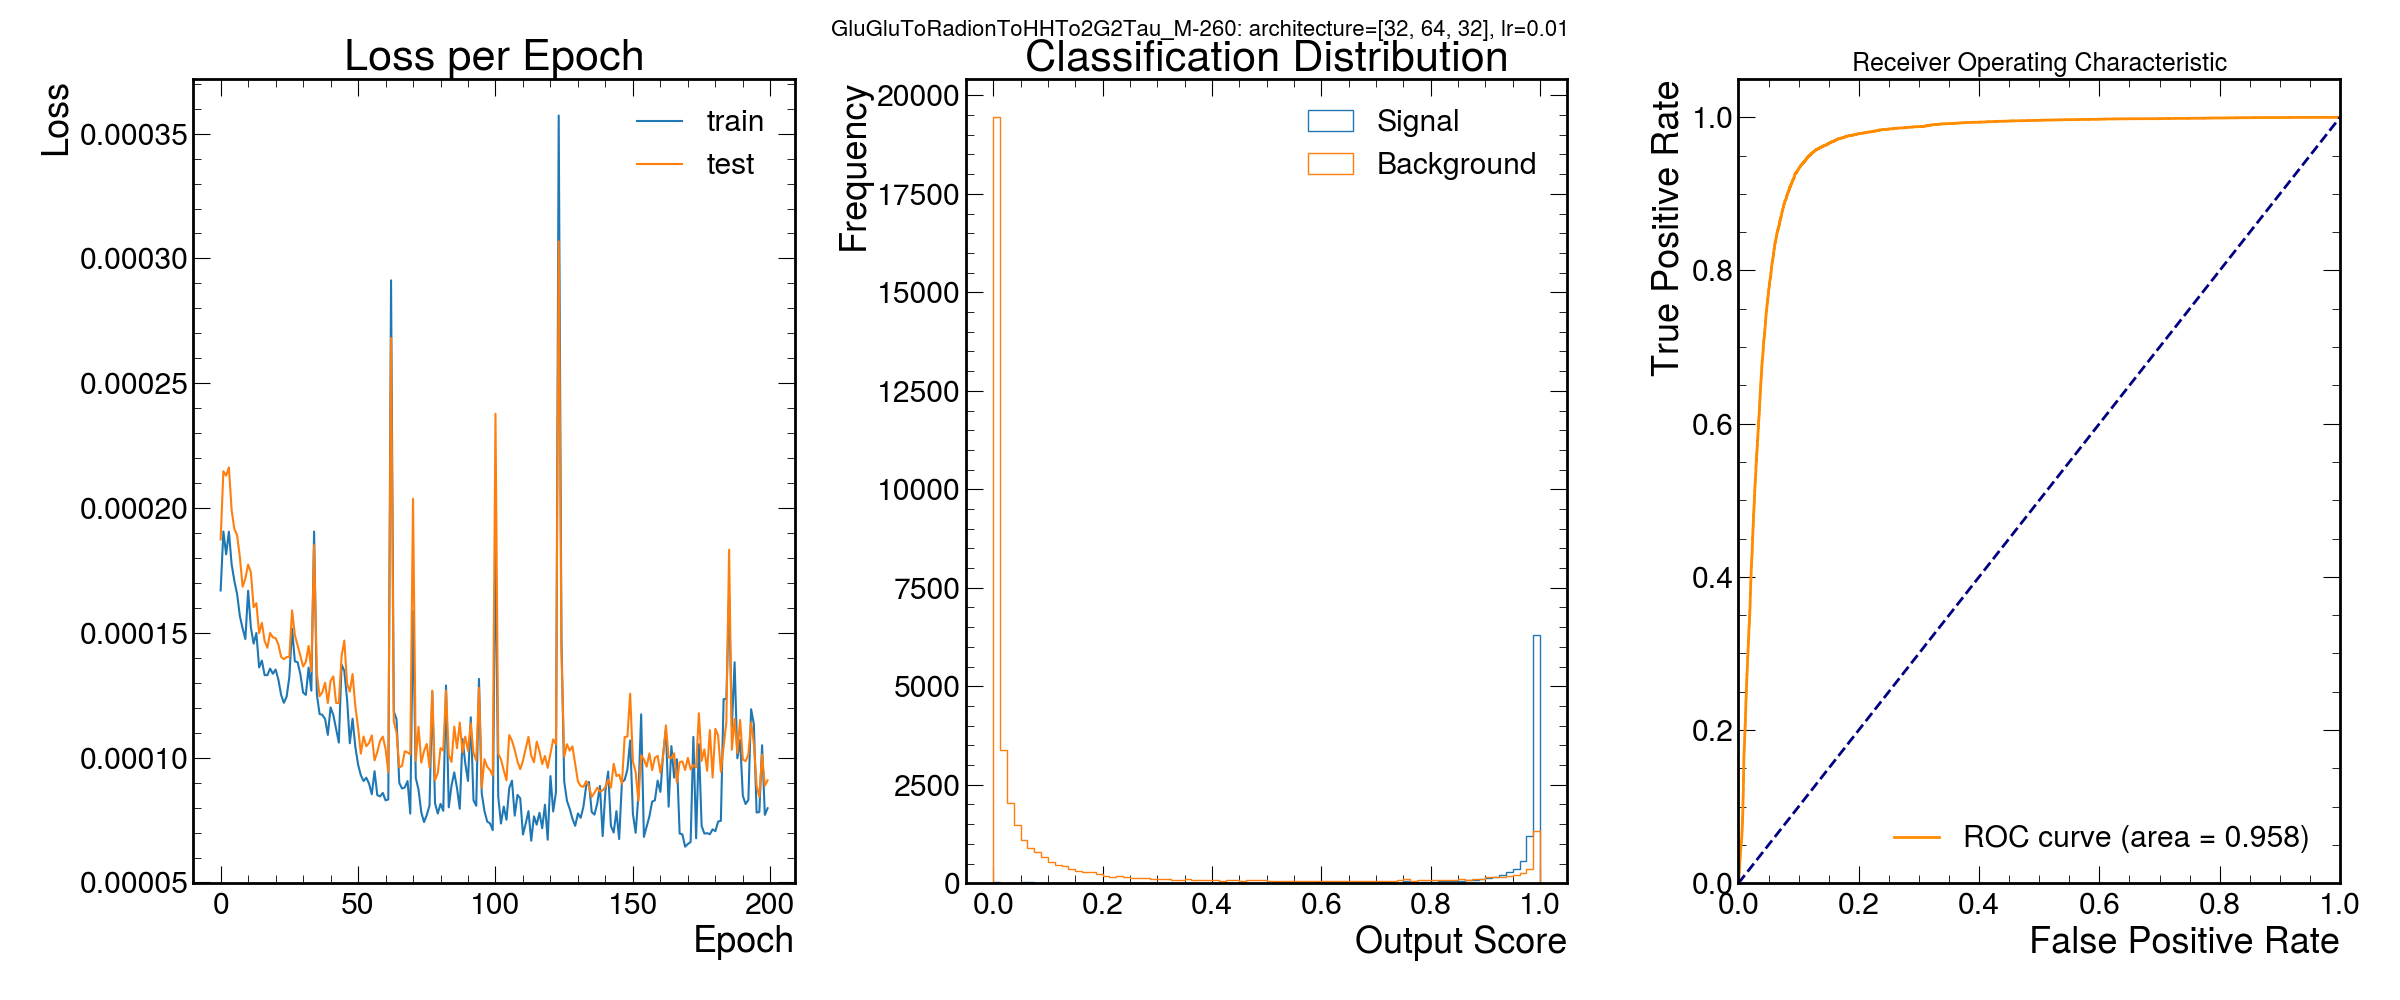 GluGluToRadionToHHTo2G2Tau_M-260: architecture=[32, 64, 32], lr=0.01
Loss per Epoch
Loss
0.00035
0.00030
0.00025
0.00020
0.00015
0.00010
0.00005
train
test
0 50 100 150 200
Epoch
Classification Distribution
Frequency
20000
17500
15000
12500
10000
7500
5000
2500
0
Signal
Background
0.0 0.2 0.4 0.6 0.8 1.0
Output Score
Receiver Operating Characteristic
True Positive Rate
1.0
0.8
0.6
0.4
0.2
0.0
ROC curve (area = 0.958)
0.0 0.2 0.4 0.6 0.8 1.0
False Positive Rate